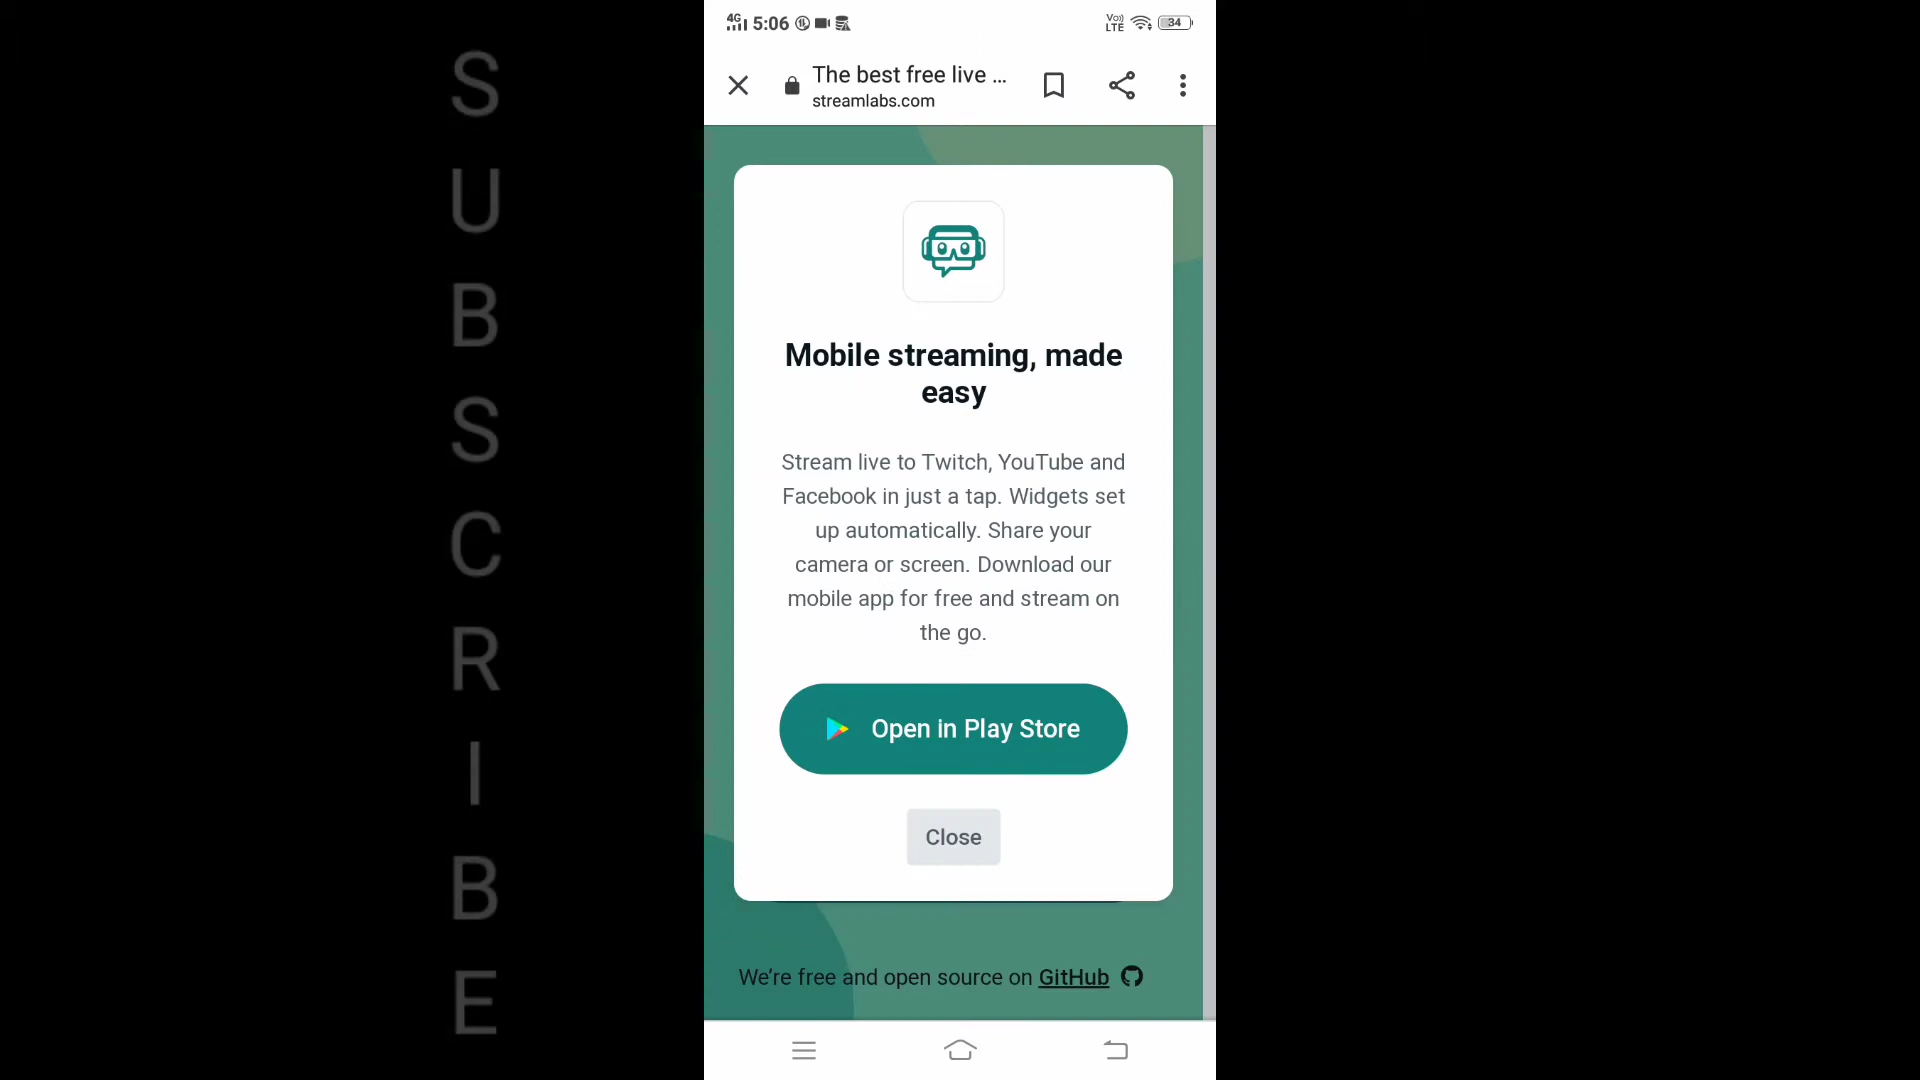 SUBSCRIBE
4G 5:06
Vo)) LTE 34
The best free live ...
streamlabs.com
Mobile streaming, made
easy
Stream live to Twitch, YouTube and
Facebook in just a tap. Widgets set
up automatically. Share your
camera or screen. Download our
mobile app for free and stream on
the go.
Open in Play Store
Close
We’re free and open source on GitHub